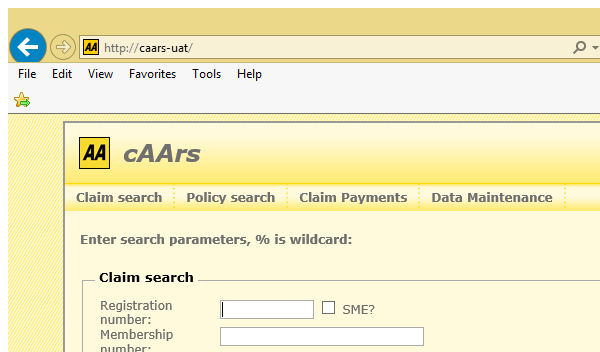 AA http://caars-uat/
File Edit View Favorites Tools Help
AA cAArs
Claim search Policy search Claim Payments Data Maintenance
Enter search parameters, % is wildcard:
Claim search
Registration
number:
SME?
Membership
number: